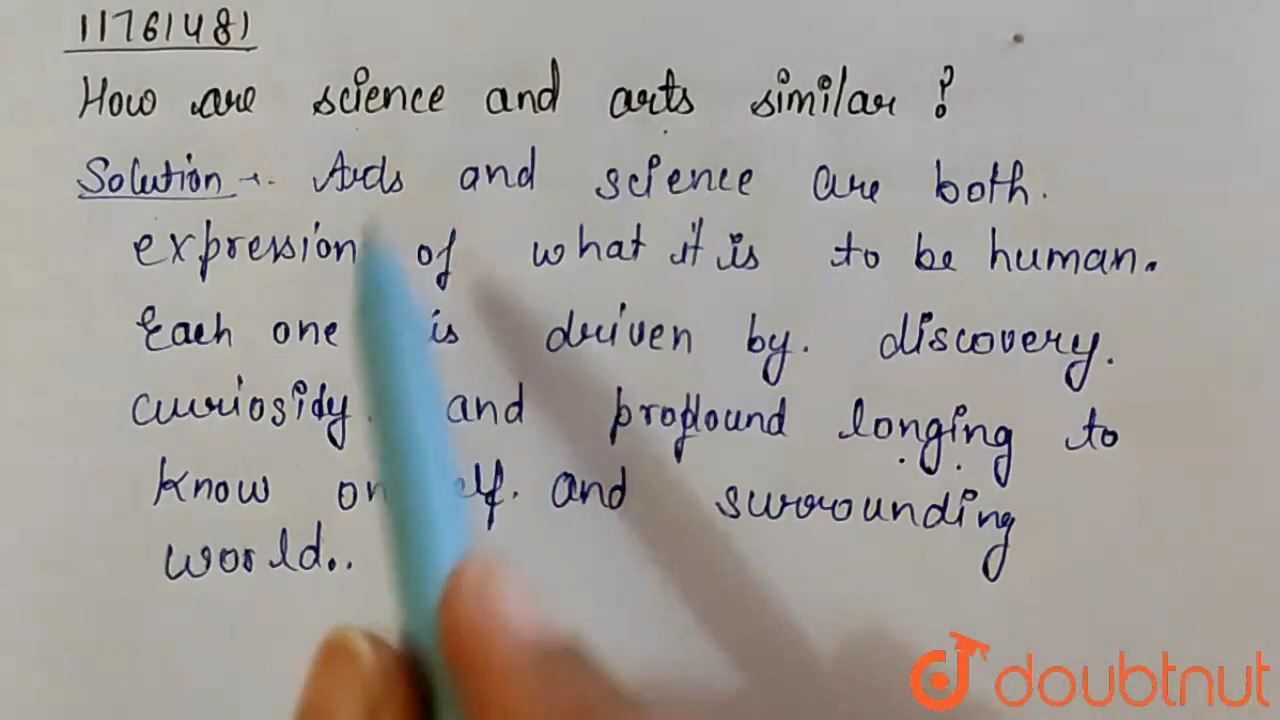 11761481
How are science and arts similar ?
Solution :- Arts and science are both.
expression of what it is to be human.
Each one is driven by. discovery.
curiosity. and profound longing to
know and surrounding
world..
doubtnut